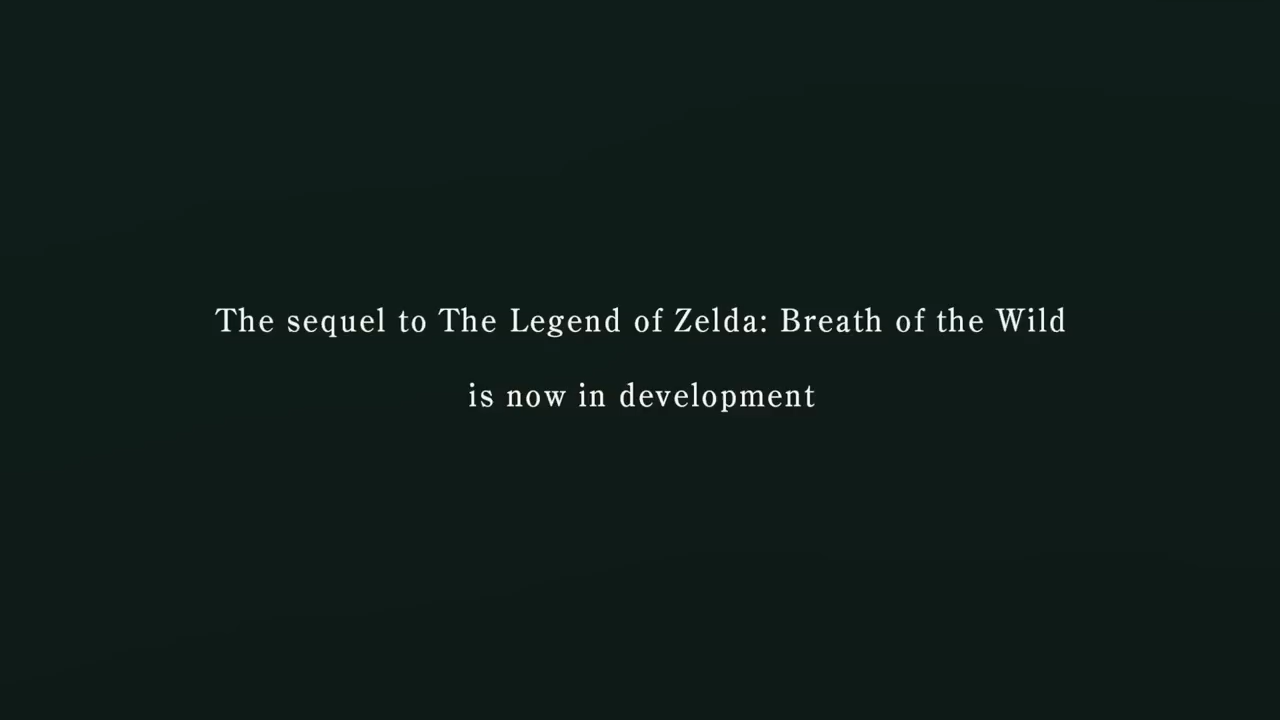 The sequel to The Legend of Zelda: Breath of the Wild
is now in development